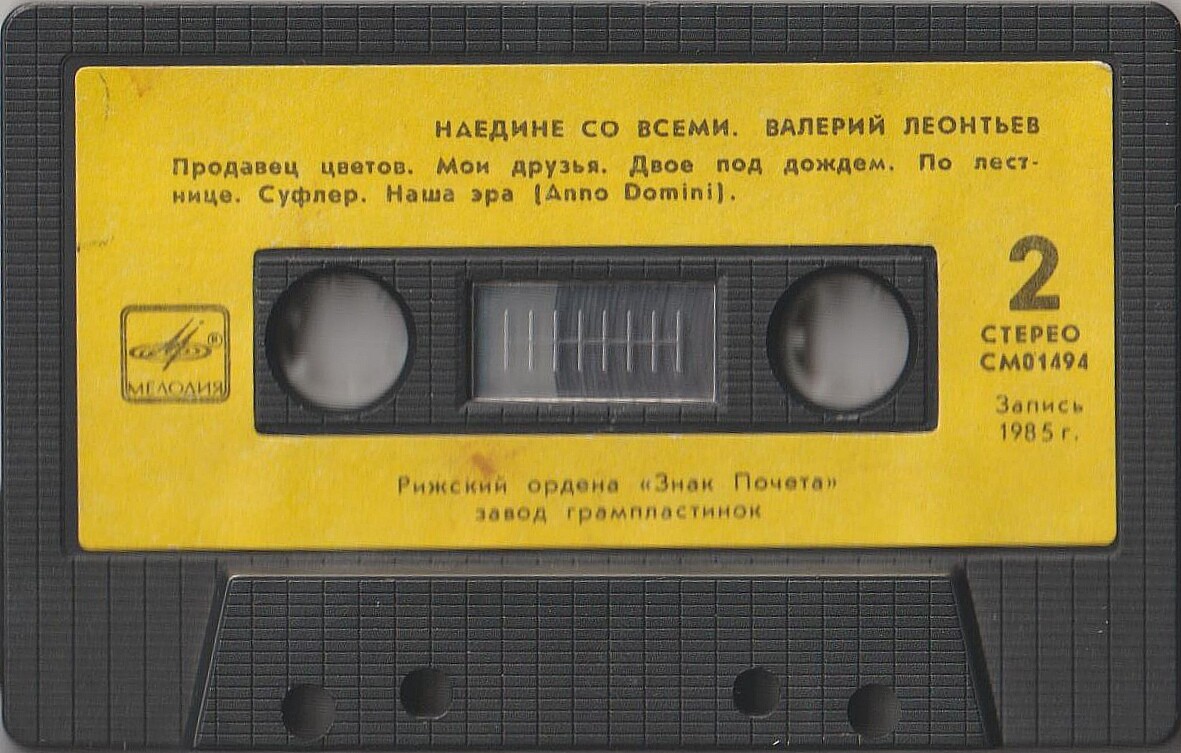 НАЕДИНЕ СО ВСЕМИ. ВАЛЕРИЙ ЛЕОНТЬЕВ
Продавец цветов. Мои друзья. Двое под дождем. По лест-
нице. Суфлер. Наша эра (Anno Domini).
2
СТЕРЕО
СМ01494
Запись
1985 г.
®
МЕЛОДИЯ
Рижский ордена «Знак Почета»
завод грампластинок